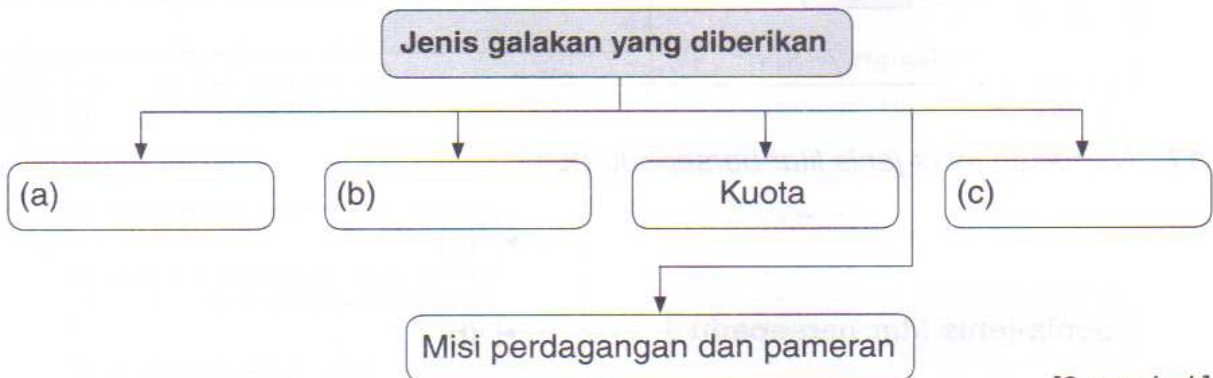 Jenis galakan yang diberikan
(a)
(b)
Kuota
(c)
Misi perdagangan dan pameran